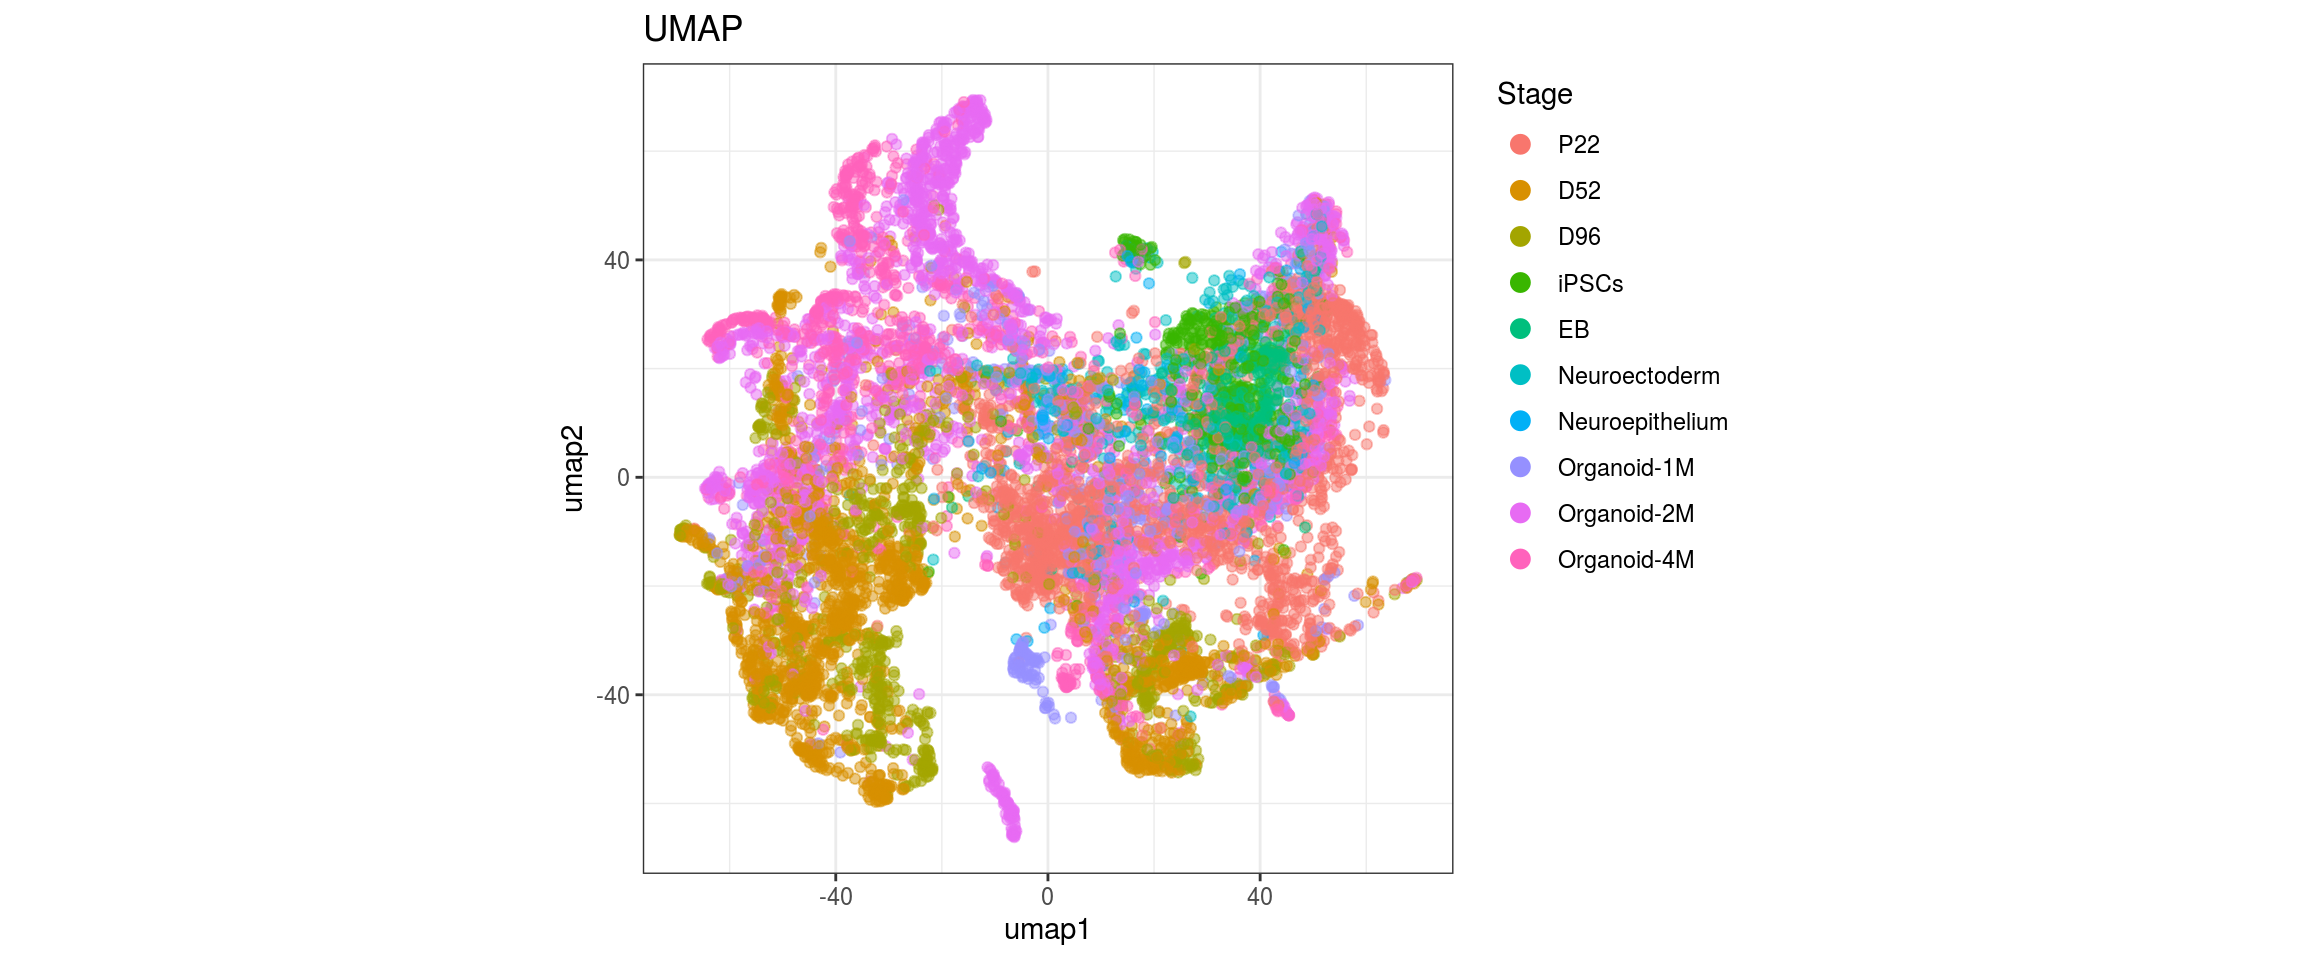 UMAP
Stage
P22
D52
D96
iPSCs
EB
Neuroectoderm
Neuroepithelium
Organoid-1M
Organoid-2M
Organoid-4M
umap2
40
0
-40
-40
0
40
umap1